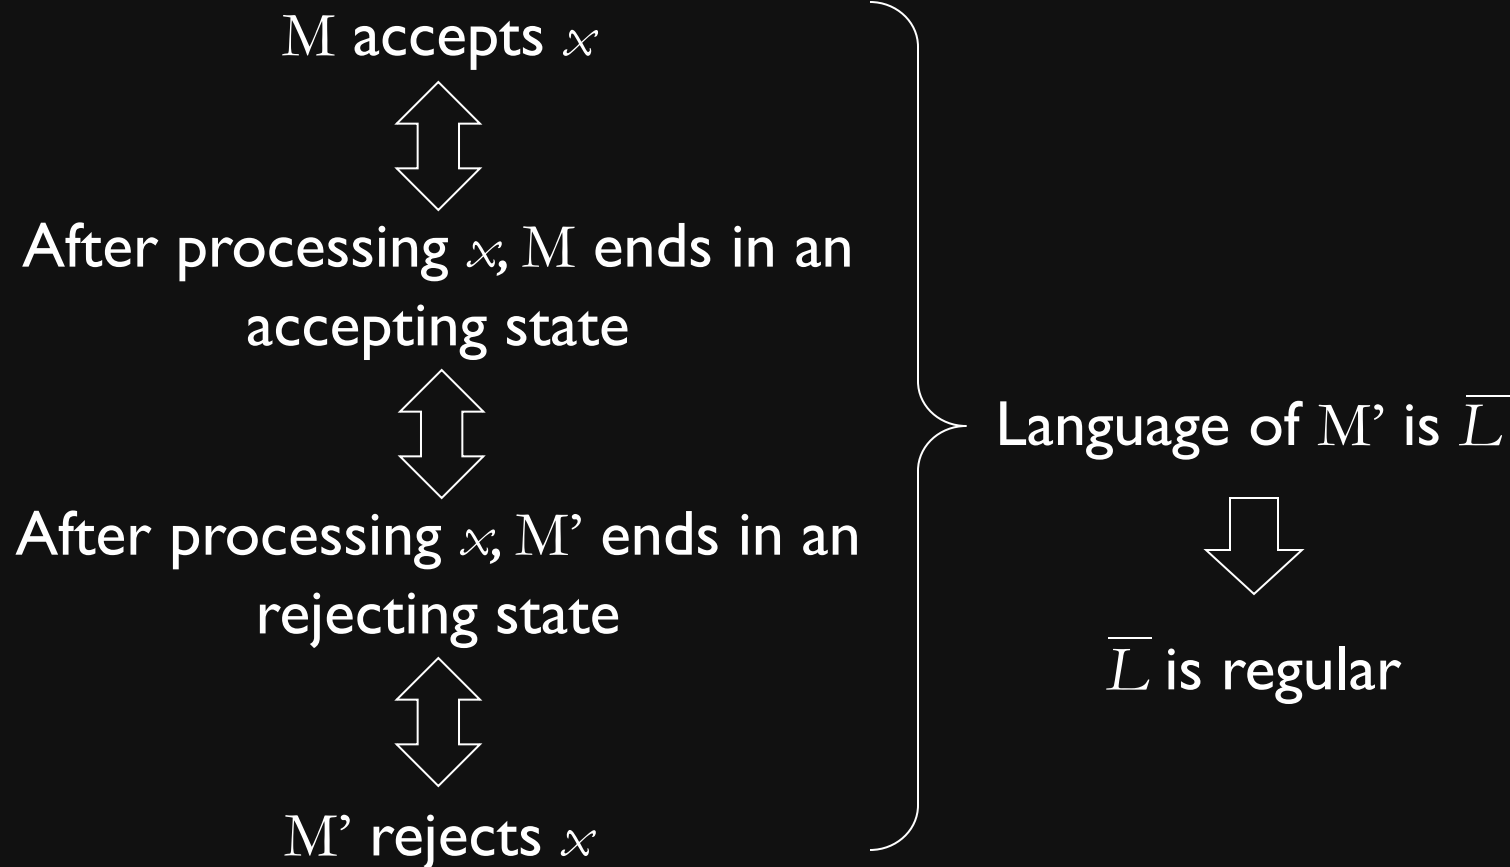 M accepts x
After processing x, M ends in an
accepting state
After processing x, M’ ends in an
rejecting state
M’ rejects x
Language of M’ is L̅
L̅ is regular